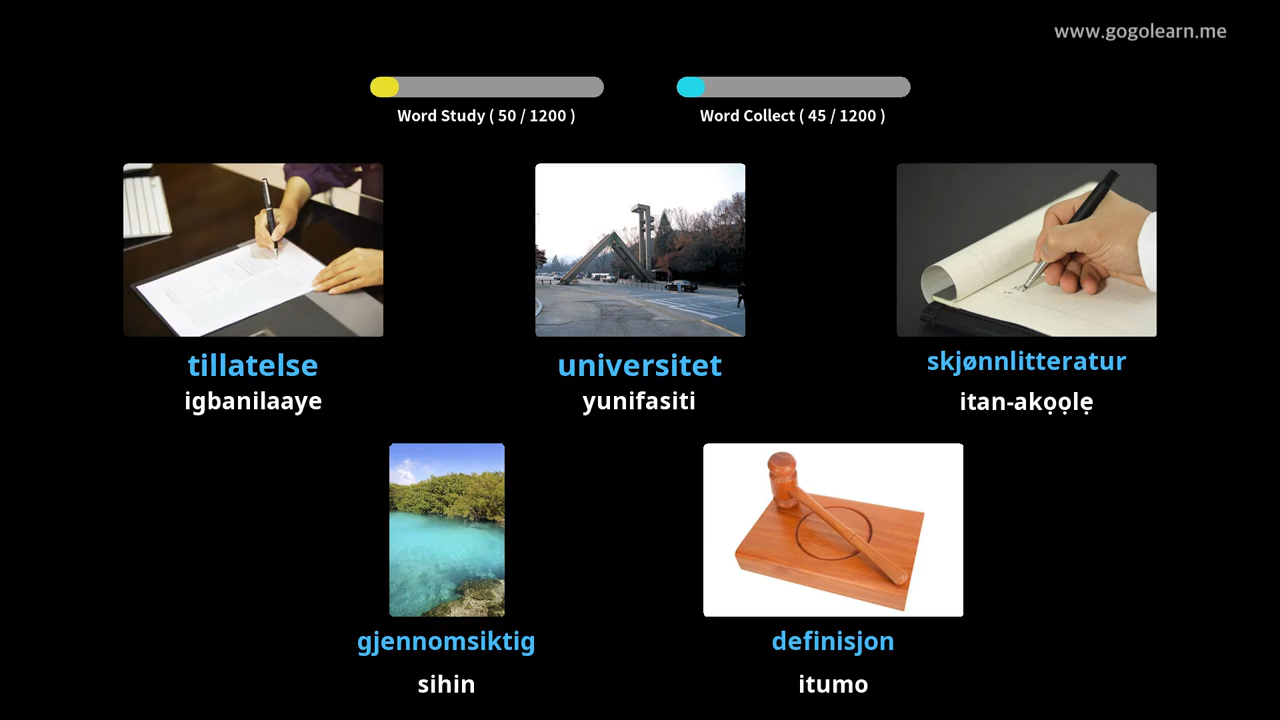 www.gogolearn.me
Word Study ( 50 / 1200 )
Word Collect ( 45 / 1200 )
tillatelse
igbanilaaye
universitet
yunifasiti
skjønnlitteratur
itan-akọọlẹ
gjennomsiktig
sihin
definisjon
itumo